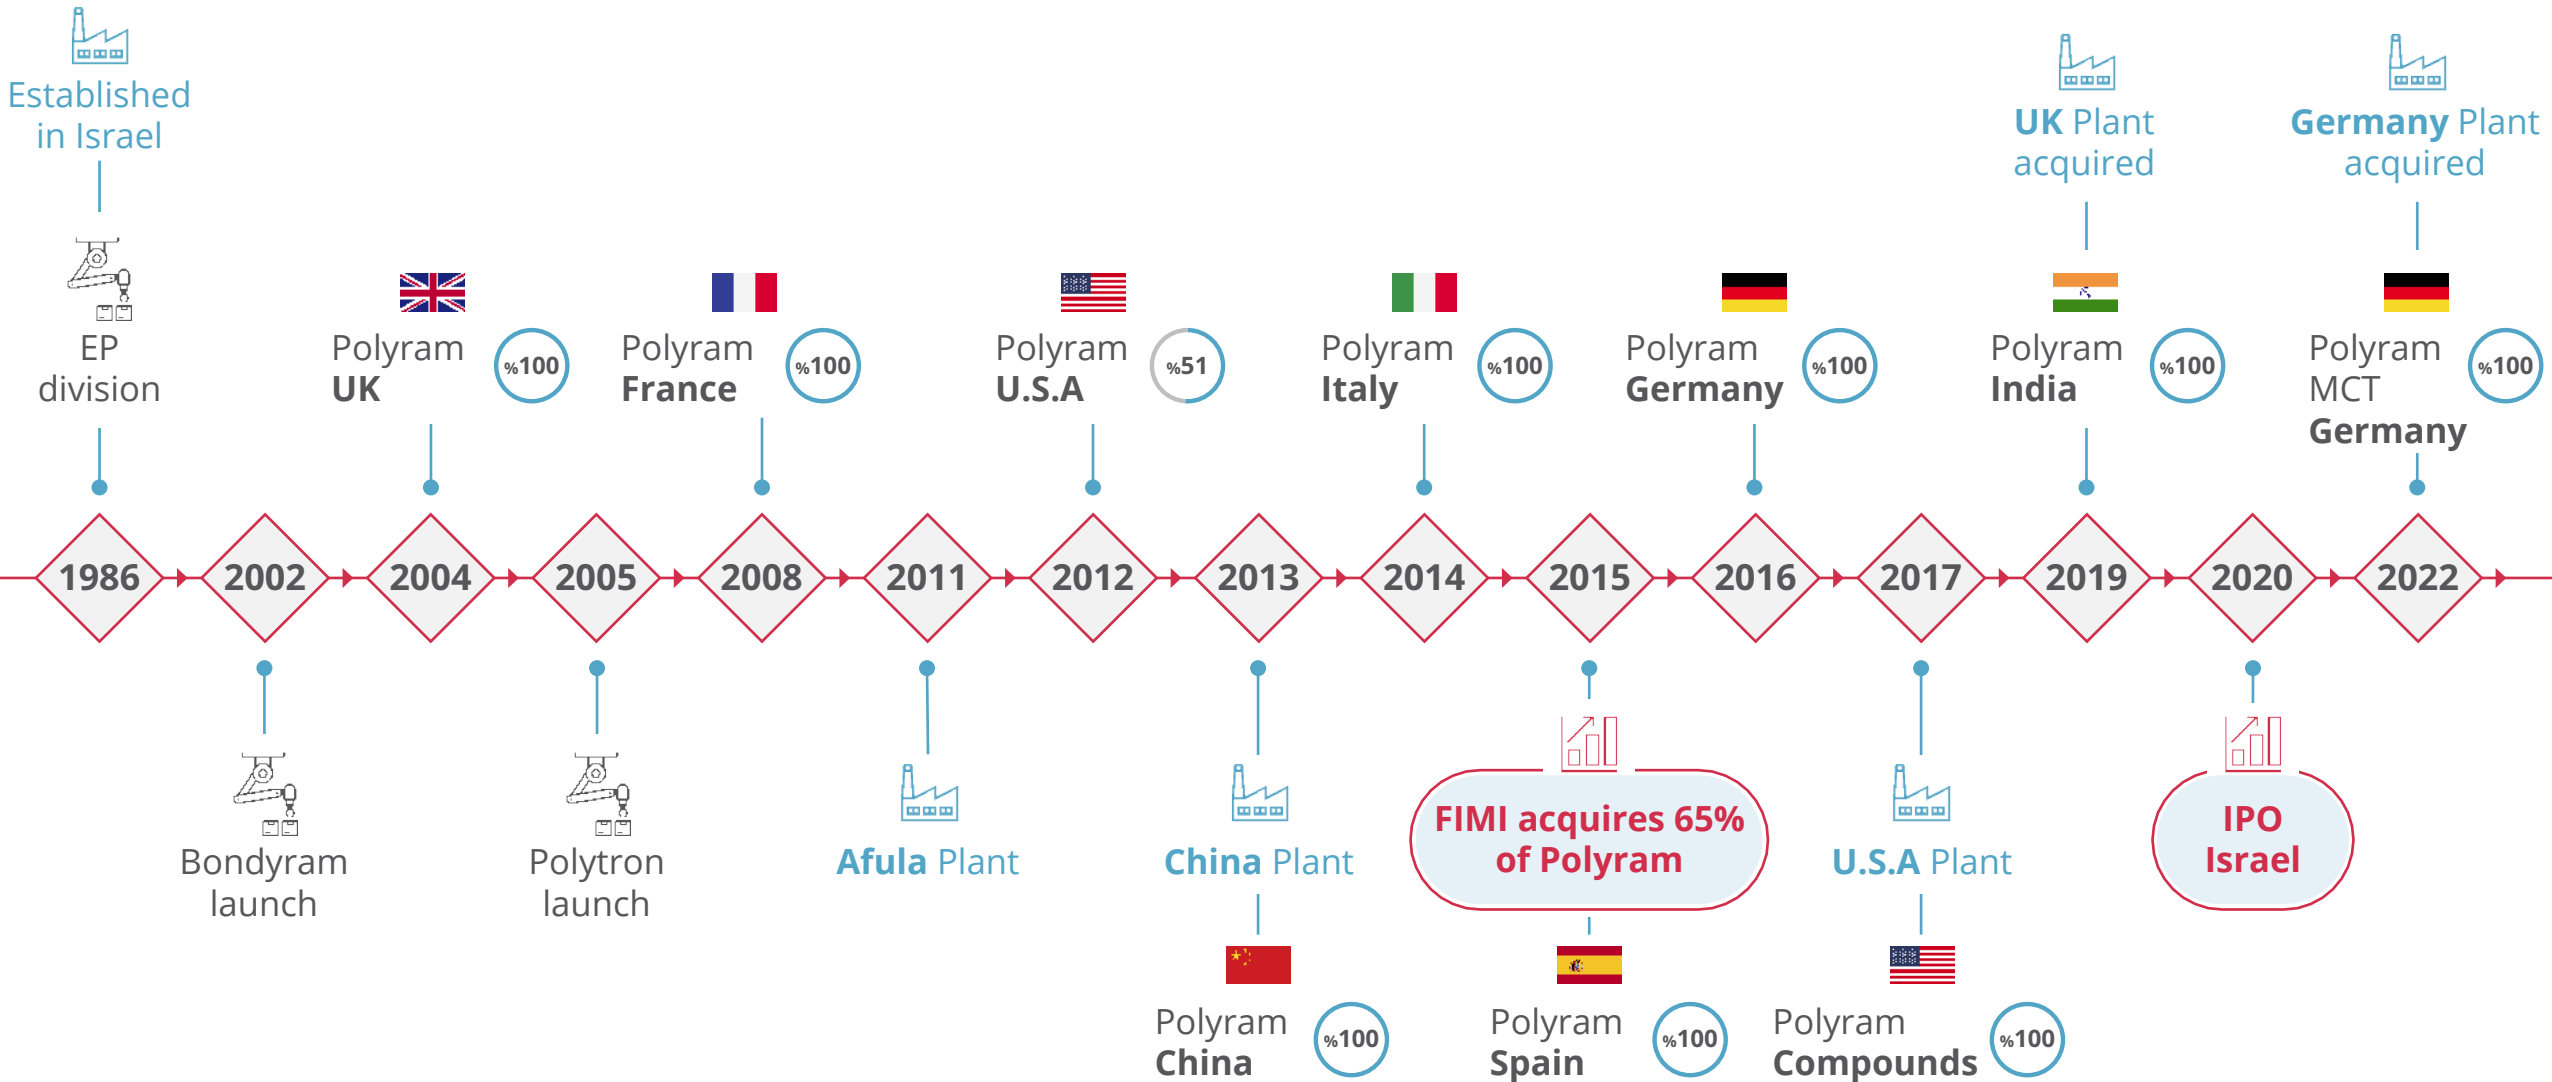 Established
in Israel
EP
division
Polyram
UK
%100
Polyram
France
%100
Polyram
U.S.A
%51
Polyram
Italy
%100
Polyram
Germany
%100
UK Plant
acquired
Polyram
India
%100
Germany Plant
acquired
Polyram
MCT
Germany
%100
1986
2002
2004
2005
2008
2011
2012
2013
2014
2015
2016
2017
2019
2020
2022
Bondyram
launch
Polytron
launch
Afula Plant
China Plant
Polyram
China
%100
FIMI acquires 65%
of Polyram
Polyram
Spain
%100
U.S.A Plant
Polyram
Compounds
%100
IPO
Israel